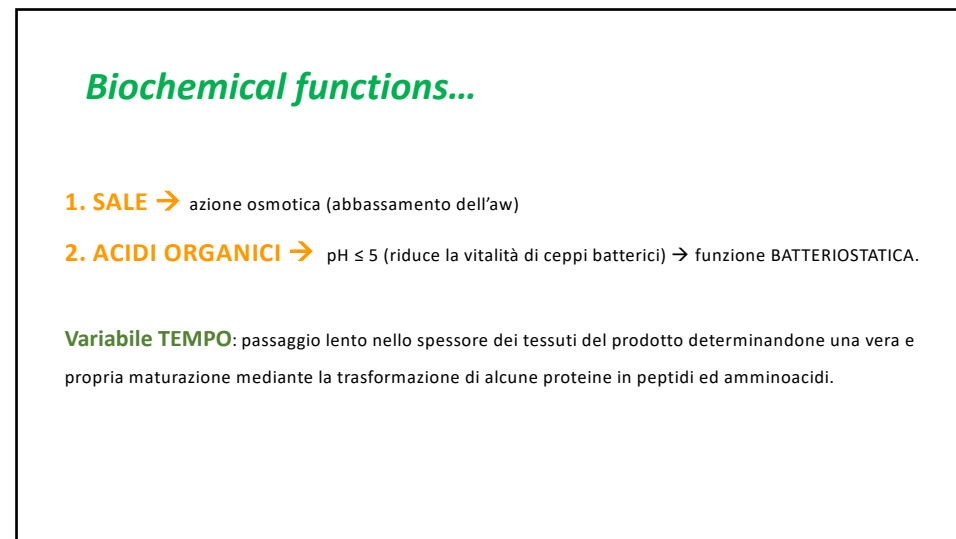 Biochemical functions…
1. SALE → azione osmotica (abbassamento dell’aw)
2. ACIDI ORGANICI → pH ≤ 5 (riduce la vitalità di ceppi batterici) → funzione BATTERIOSTATICA.
Variabile TEMPO: passaggio lento nello spessore dei tessuti del prodotto determinandone una vera e
propria maturazione mediante la trasformazione di alcune proteine in peptidi ed amminoacidi.